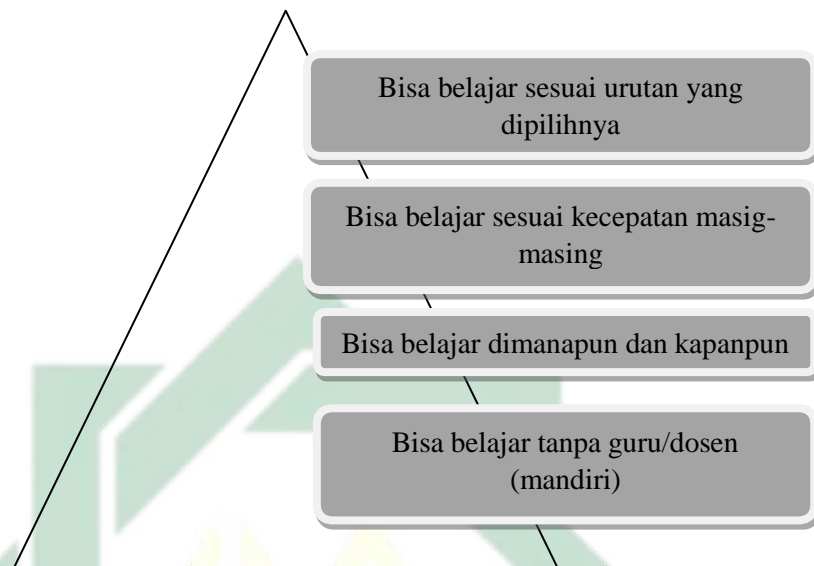 Bisa belajar sesuai urutan yang
dipilihnya
Bisa belajar sesuai kecepatan masig-
masing
Bisa belajar dimanapun dan kapanpun
Bisa belajar tanpa guru/dosen
(mandiri)